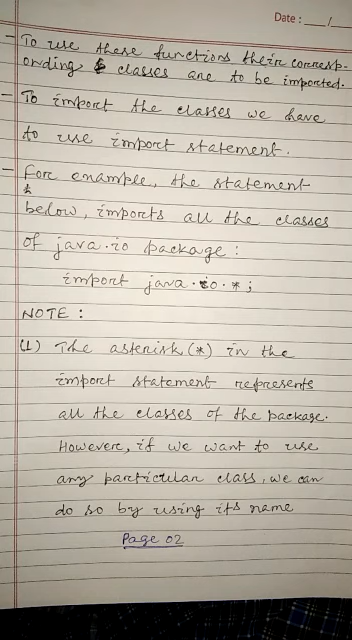 Date: ___/___
- To use these functions their corresp-
onding classes are to be imported.
- To import the classes we have
to use import statement.
- For example, the statement
below, imports all the classes
of java.io package:
import java.io.*;
NOTE:
(1) The asterisk (*) in the
import statement represents
all the classes of the package.
However, if we want to use
any particular class, we can
do so by using its name
Page 02